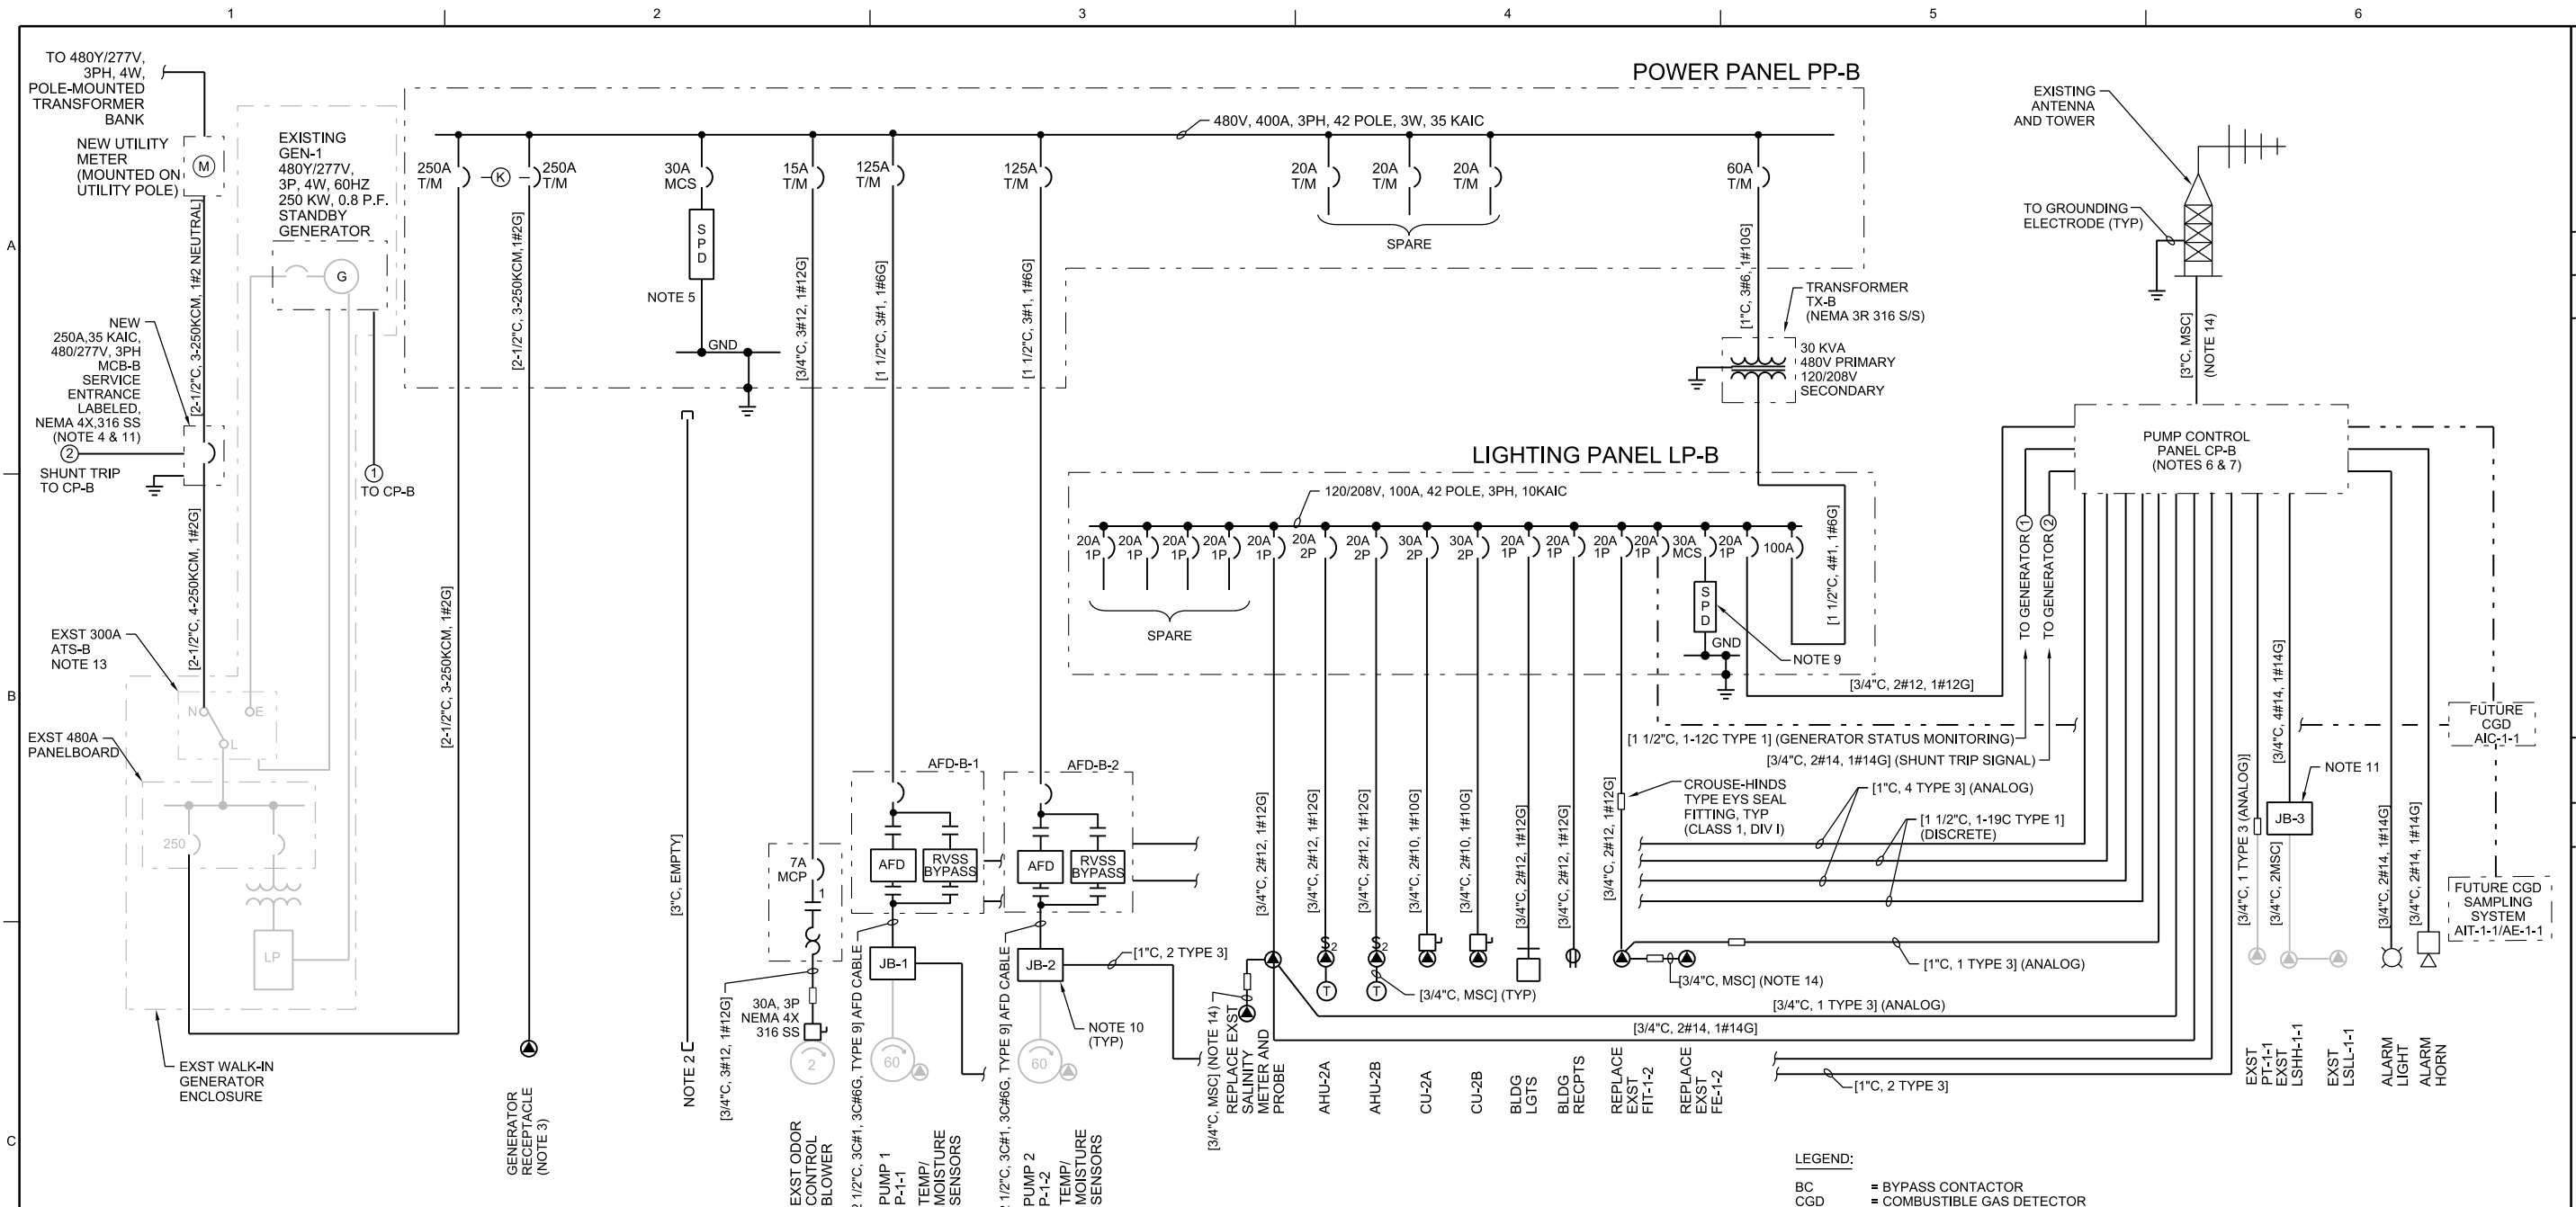 1
2
3
4
5
6
A
B
C
TO 480Y/277V,
3PH, 4W,
POLE-MOUNTED
TRANSFORMER
BANK
NEW UTILITY
METER
(MOUNTED ON
UTILITY POLE)
M
EXISTING
GEN-1
480Y/277V,
3P, 4W, 60HZ
250 KW, 0.8 P.F.
STANDBY
GENERATOR
G
[2-1/2"C, 3-250KCM, 1#2 NEUTRAL]
NEW
250A,35 KAIC,
480/277V, 3PH
MCB-B
SERVICE
ENTRANCE
LABELED,
NEMA 4X,316 SS
(NOTE 4 & 11)
2
SHUNT TRIP
TO CP-B
1
TO CP-B
[2-1/2"C, 4-250KCM, 1#2G]
EXST 300A
ATS-B
NOTE 13
N
E
L
EXST 480A
PANELBOARD
250
LP
EXST WALK-IN
GENERATOR
ENCLOSURE
POWER PANEL PP-B
480V, 400A, 3PH, 42 POLE, 3W, 35 KAIC
250A
T/M
K
250A
T/M
30A
MCS
15A
T/M
125A
T/M
125A
T/M
20A
T/M
20A
T/M
20A
T/M
60A
T/M
SPARE
SPD
NOTE 5
GND
[2-1/2"C, 3-250KCM,1#2G]
[3/4"C, 3#12, 1#12G]
[1 1/2"C, 3#1, 1#6G]
[1 1/2"C, 3#1, 1#6G]
[1"C, 3#6, 1#10G]
[2-1/2"C, 3-250KCM, 1#2G]
TRANSFORMER
TX-B
(NEMA 3R 316 S/S)
30 KVA
480V PRIMARY
120/208V
SECONDARY
EXISTING
ANTENNA
AND TOWER
TO GROUNDING
ELECTRODE (TYP)
[3"C, MSC]
(NOTE 14)
PUMP CONTROL
PANEL CP-B
(NOTES 6 & 7)
LIGHTING PANEL LP-B
120/208V, 100A, 42 POLE, 3PH, 10KAIC
20A
1P
20A
1P
20A
1P
20A
1P
20A
1P
20A
2P
20A
2P
30A
2P
30A
2P
20A
1P
20A
1P
20A
1P
20A
1P
30A
MCS
20A
1P
100A
SPARE
SPD
GND
NOTE 9
[1 1/2"C, 4#1, 1#6G]
[3/4"C, 2#12, 1#12G]
TO GENERATOR 1
TO GENERATOR 2
[1 1/2"C, 1-12C TYPE 1] (GENERATOR STATUS MONITORING)
[3/4"C, 2#14, 1#14G] (SHUNT TRIP SIGNAL)
CROUSE-HINDS
TYPE EYS SEAL
FITTING, TYP
(CLASS 1, DIV I)
[1"C, 4 TYPE 3] (ANALOG)
[1 1/2"C, 1-19C TYPE 1]
(DISCRETE)
[3/4"C, 1 TYPE 3 (ANALOG)]
[3/4"C, 4#14, 1#14G]
[3/4"C, 2MSC]
NOTE 11
JB-3
[3/4"C, 2#14, 1#14G]
[3/4"C, 2#14, 1#14G]
FUTURE
CGD
AIC-1-1
FUTURE CGD
SAMPLING
SYSTEM
AIT-1-1/AE-1-1
[3"C, EMPTY]
NOTE 2
AFD-B-1
AFD
RVSS
BYPASS
AFD-B-2
AFD
RVSS
BYPASS
7A
MCP
1
JB-1
JB-2
[1"C, 2 TYPE 3]
NOTE 10
(TYP)
30A, 3P
NEMA 4X
316 SS
[3/4"C, 3#12, 1#12G]
2
60
60
1/2"C, 3C#1, 3C#6G, TYPE 9] AFD CABLE
1/2"C, 3C#1, 3C#6G, TYPE 9] AFD CABLE
[3/4"C, 2#12, 1#12G]
[3/4"C, 2#12, 1#12G]
[3/4"C, 2#12, 1#12G]
[3/4"C, 2#10, 1#10G]
[3/4"C, 2#10, 1#10G]
[3/4"C, 2#12, 1#12G]
[3/4"C, 2#12, 1#12G]
[3/4"C, 2#12, 1#12G]
S2
S2
T
T
[3/4"C, MSC] (TYP)
[3/4"C, MSC] (NOTE 14)
[1"C, 1 TYPE 3] (ANALOG)
[3/4"C, 1 TYPE 3] (ANALOG)
[3/4"C, 2#14, 1#14G]
[1"C, 2 TYPE 3]
[3/4"C, MSC] (NOTE 14)
GENERATOR
RECEPTACLE
(NOTE 3)
EXST ODOR
CONTROL
BLOWER
PUMP 1
P-1-1
TEMP/
MOISTURE
SENSORS
PUMP 2
P-1-2
TEMP/
MOISTURE
SENSORS
REPLACE EXST
SALINITY
METER AND
PROBE
AHU-2A
AHU-2B
CU-2A
CU-2B
BLDG
LGTS
BLDG
RECPTS
REPLACE
EXST
FIT-1-2
REPLACE
EXST
FE-1-2
EXST
PT-1-1
EXST
LSHH-1-1
EXST
LSLL-1-1
ALARM
LIGHT
ALARM
HORN
LEGEND:
BC = BYPASS CONTACTOR
CGD = COMBUSTIBLE GAS DETECTOR